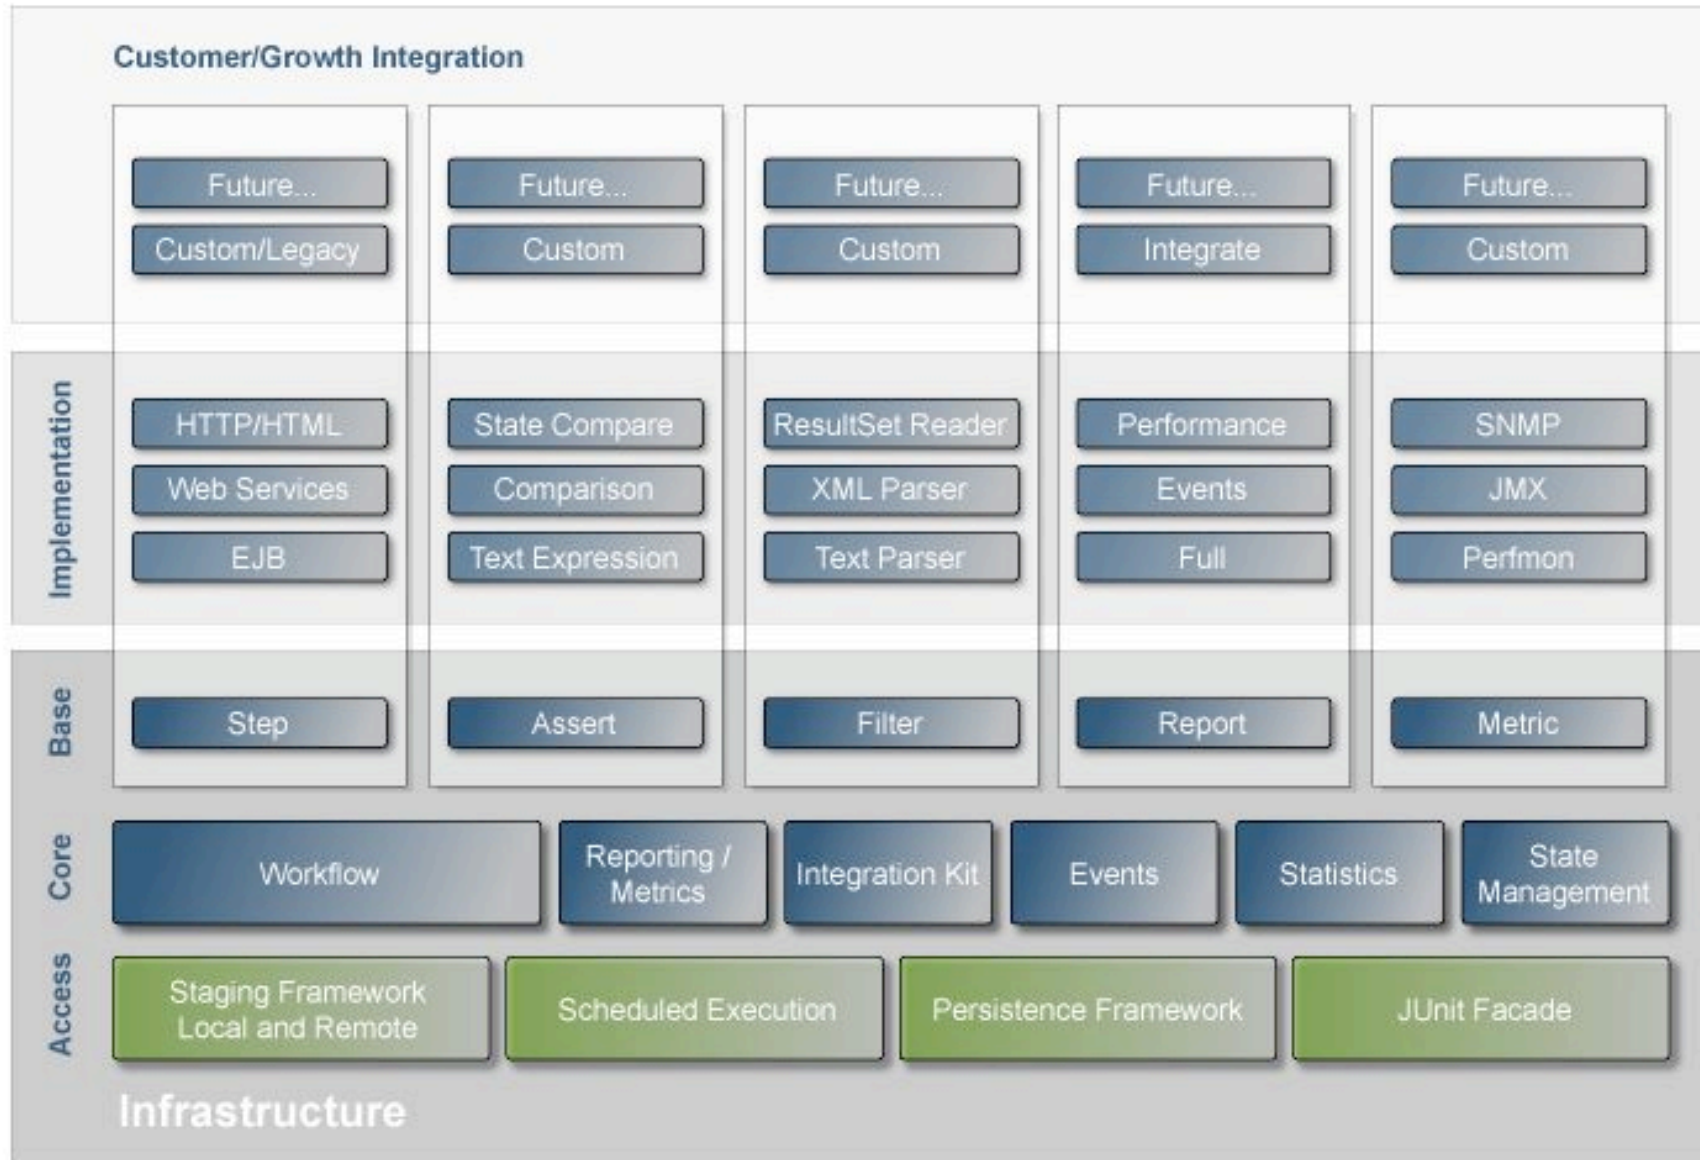 Customer/Growth Integration
Future...
Future...
Future...
Future...
Future...
Custom/Legacy
Custom
Custom
Integrate
Custom
Implementation
HTTP/HTML
State Compare
ResultSet Reader
Performance
SNMP
Web Services
Comparison
XML Parser
Events
JMX
EJB
Text Expression
Text Parser
Full
Perfmon
Base
Step
Assert
Filter
Report
Metric
Core
Workflow
Reporting /
Metrics
Integration Kit
Events
Statistics
State
Management
Access
Staging Framework
Local and Remote
Scheduled Execution
Persistence Framework
JUnit Facade
Infrastructure